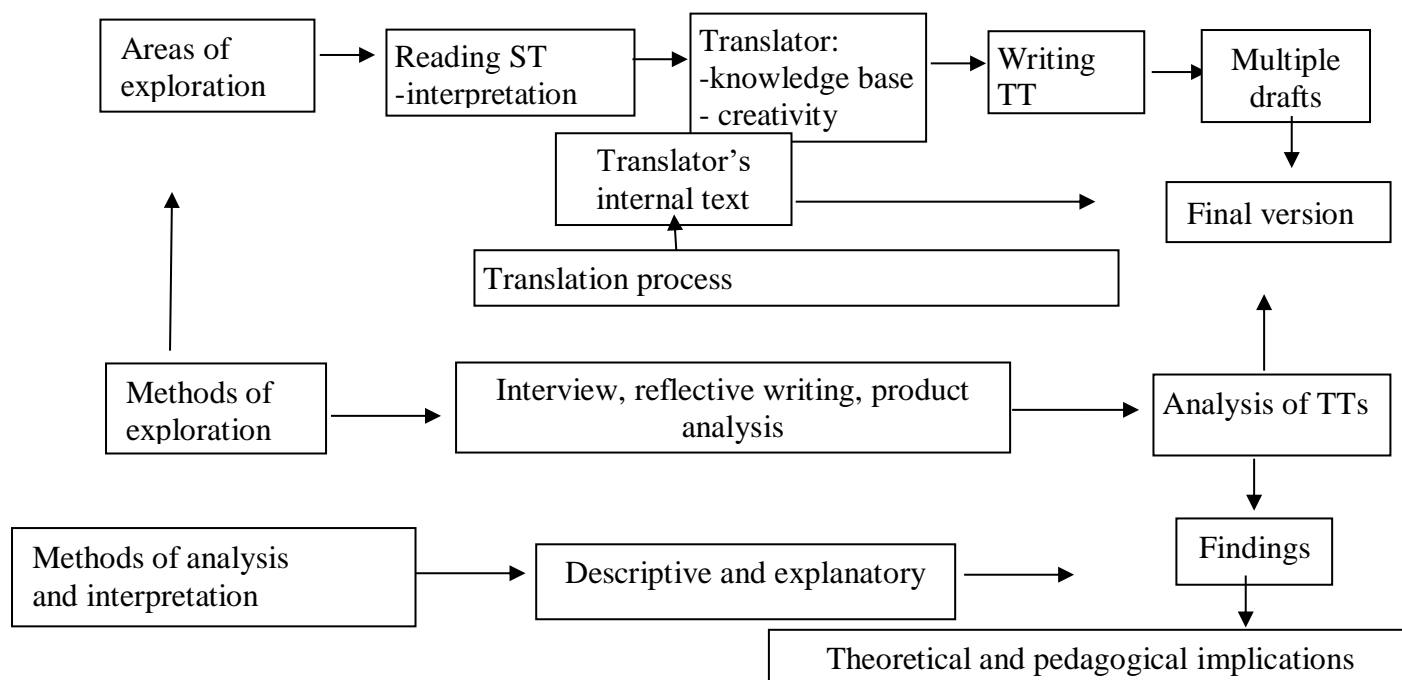 Areas of
exploration
Reading ST
-interpretation
Translator:
-knowledge base
- creativity
Writing
TT
Multiple
drafts
Translator’s
internal text
Final version
Translation process
Methods of
exploration
Interview, reflective writing, product
analysis
Analysis of TTs
Methods of analysis
and interpretation
Descriptive and explanatory
Findings
Theoretical and pedagogical implications